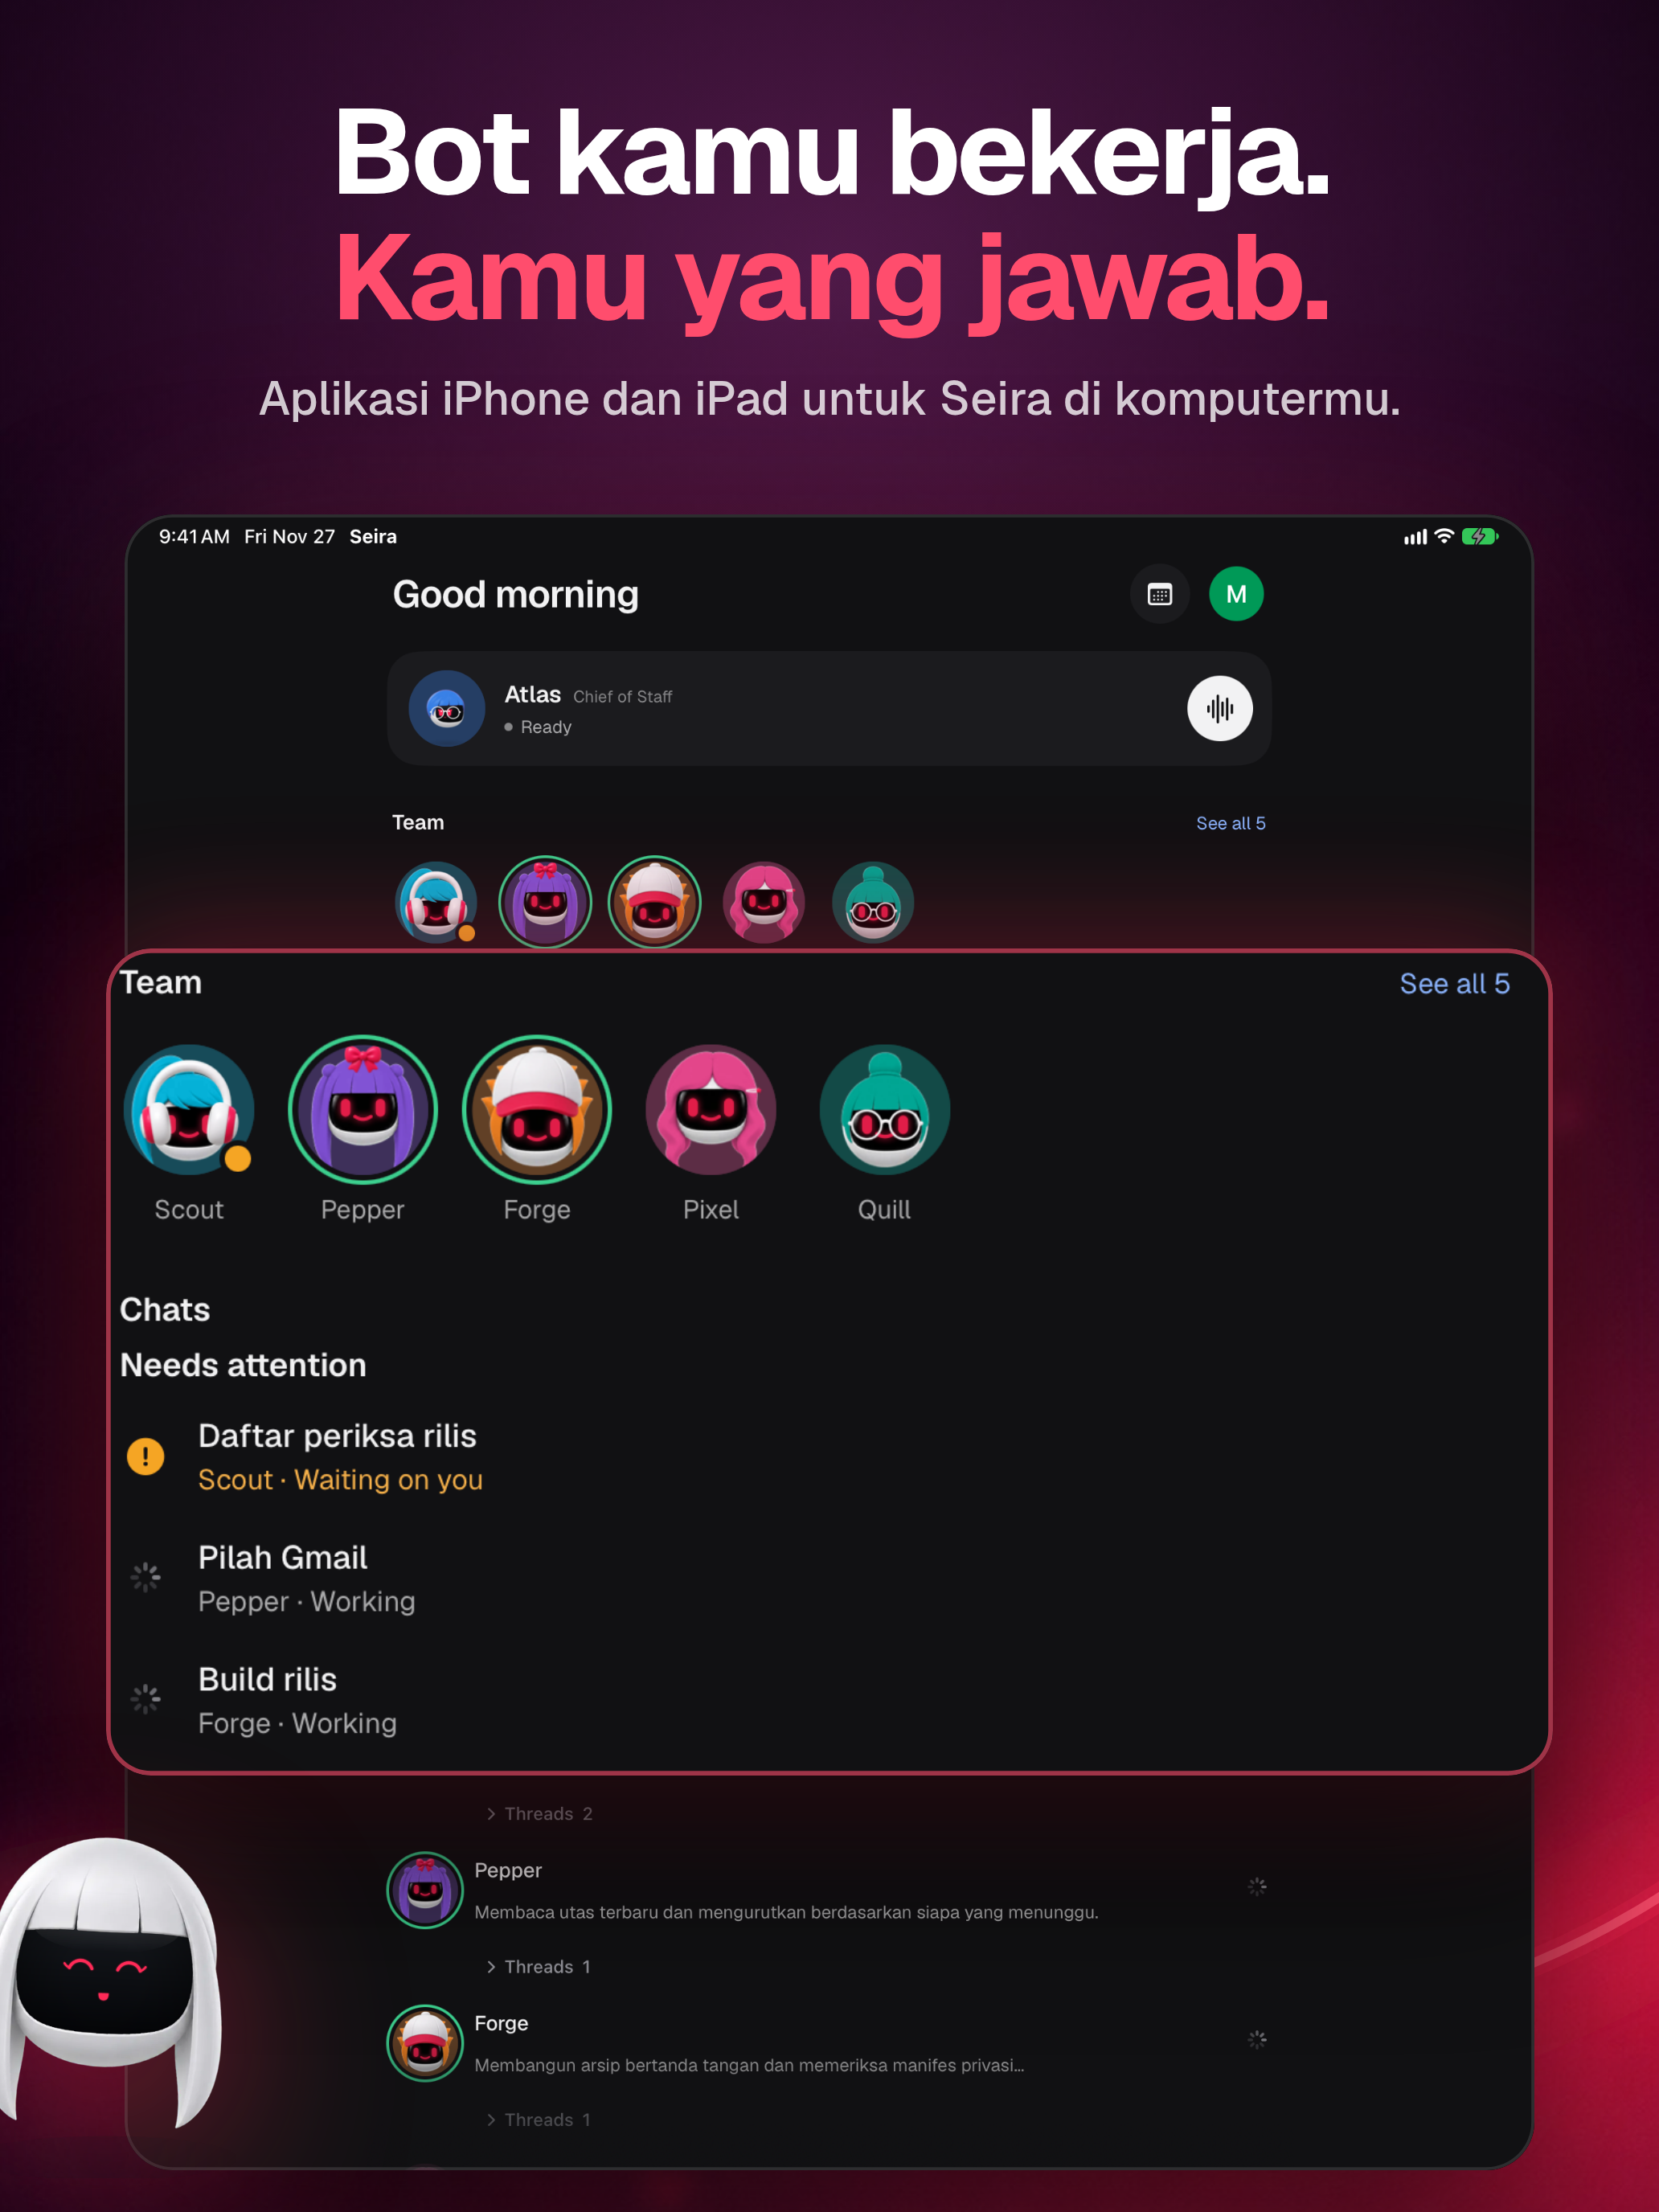 Bot kamu bekerja.
Kamu yang jawab.
Aplikasi iPhone dan iPad untuk Seira di komputermu.
9:41 AM Fri Nov 27 Seira
Good morning
M
Atlas Chief of Staff
Ready
Team See all 5
Team See all 5
Scout Pepper Forge Pixel Quill
Chats
Needs attention
Daftar periksa rilis
Scout · Waiting on you
Pilah Gmail
Pepper · Working
Build rilis
Forge · Working
Threads 2
Pepper
Membaca utas terbaru dan mengurutkan berdasarkan siapa yang menunggu.
Threads 1
Forge
Membangun arsip bertanda tangan dan memeriksa manifes privasi...
Threads 1